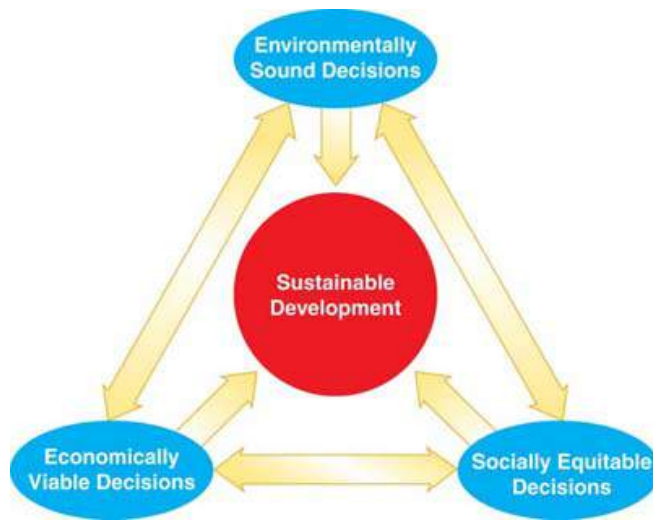 Environmentally
Sound Decisions
Sustainable
Development
Economically
Viable Decisions
Socially Equitable
Decisions